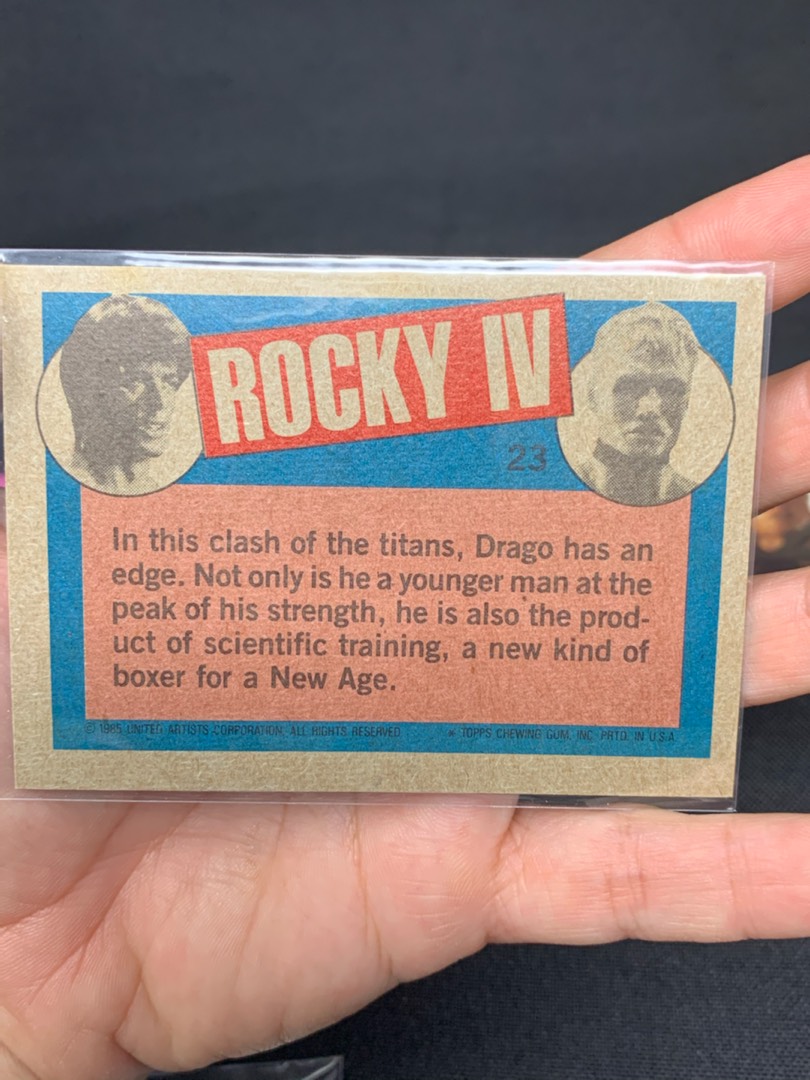 ROCKY IV
23
In this clash of the titans, Drago has an
edge. Not only is he a younger man at the
peak of his strength, he is also the prod-
uct of scientific training, a new kind of
boxer for a New Age.
© 1985 UNITED ARTISTS CORPORATION. ALL RIGHTS RESERVED * TOPPS CHEWING GUM, INC. PRTD. IN U.S.A.